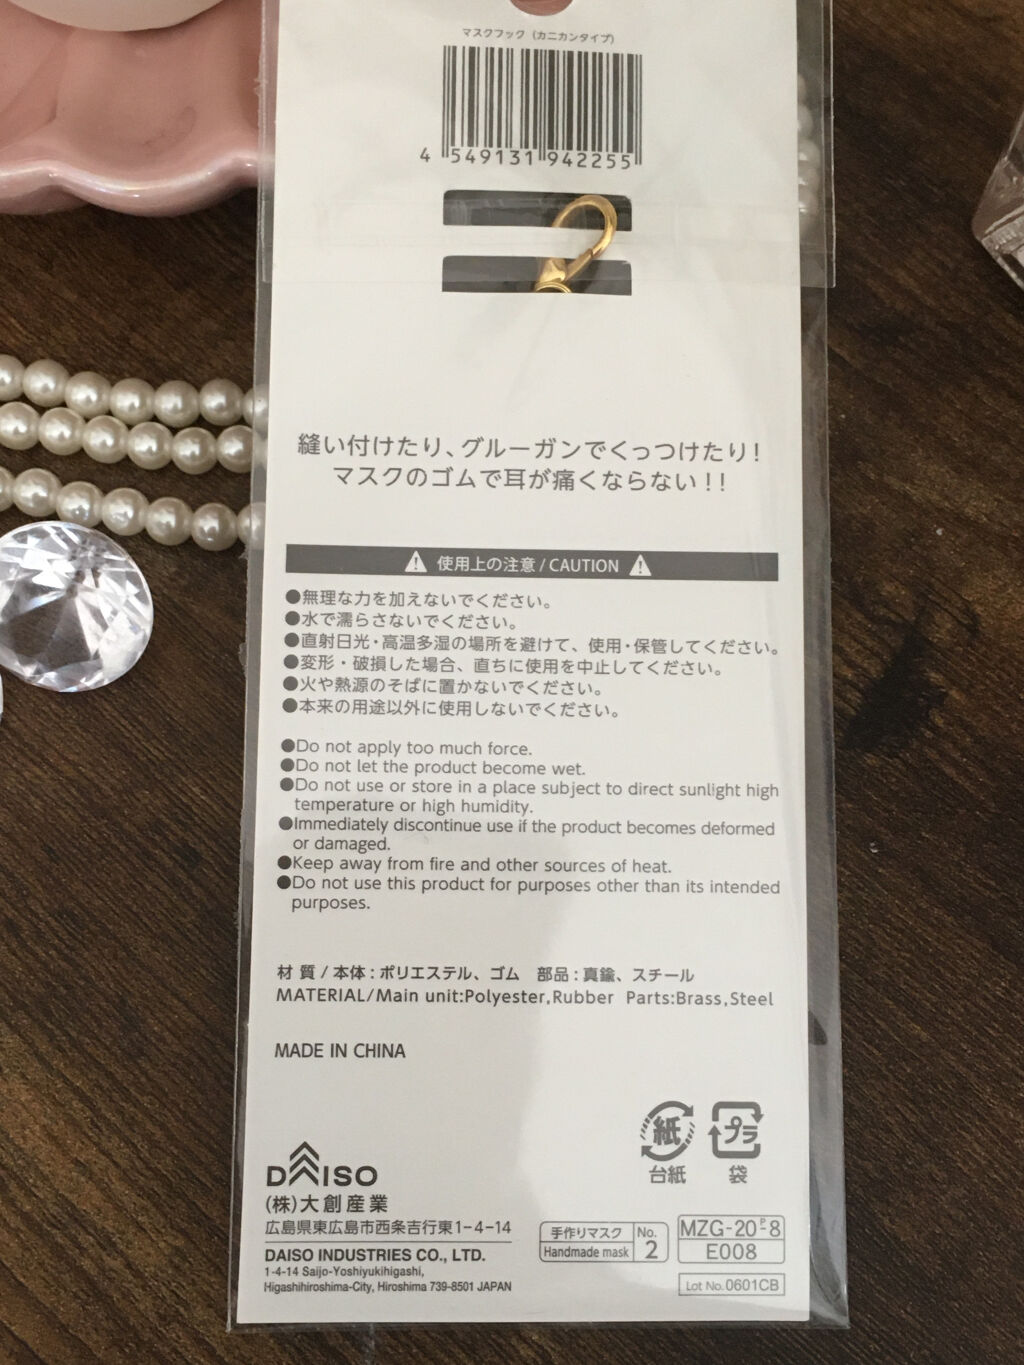 マスクフック (カニカンタイプ)
4 549131 942255
縫い付けたり、グルーガンでくっつけたり!
マスクのゴムで耳が痛くならない!!
使用上の注意 / CAUTION
●無理な力を加えないでください。
●水で濡らさないでください。
●直射日光・高温多湿の場所を避けて、使用・保管してください。
●変形・破損した場合、直ちに使用を中止してください。
●火や熱源のそばに置かないでください。
●本来の用途以外に使用しないでください。
●Do not apply too much force.
●Do not let the product become wet.
●Do not use or store in a place subject to direct sunlight high
temperature or high humidity.
●Immediately discontinue use if the product becomes deformed
or damaged.
●Keep away from fire and other sources of heat.
●Do not use this product for purposes other than its intended
purposes.
材 質 / 本体 : ポリエステル、ゴム 部品 : 真鍮、スチール
MATERIAL/Main unit:Polyester,Rubber Parts:Brass,Steel
MADE IN CHINA
紙 プラ
台紙 袋
DAISO
(株)大創産業
広島県東広島市西条吉行東1-4-14
DAISO INDUSTRIES CO., LTD.
1-4-14 Saijo-Yoshiyukihigashi,
Higashihiroshima-City, Hiroshima 739-8501 JAPAN
手作りマスク No.
Handmade mask 2
MZG-20 P-8
E008
Lot No.0601CB